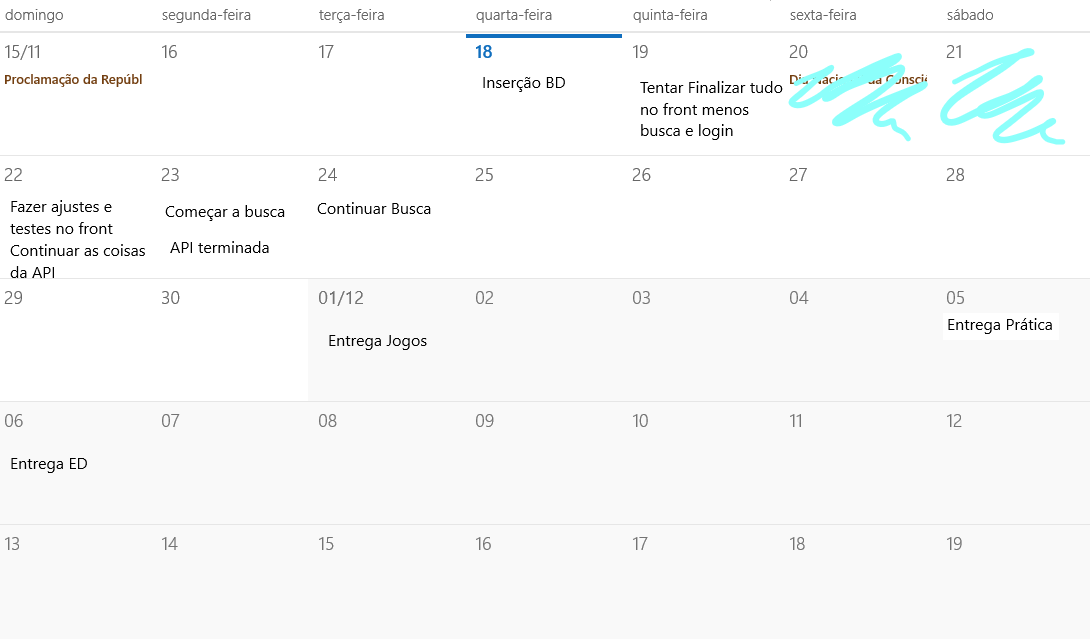 domingo segunda-feira terça-feira quarta-feira quinta-feira sexta-feira sábado
15/11 16 17 18 19 20 21
Proclamação da Repúbl
Inserção BD
Tentar Finalizar tudo
no front menos
busca e login
22 23 24 25 26 27 28
Fazer ajustes e
testes no front
Continuar as coisas
da API
Começar a busca
API terminada
Continuar Busca
29 30 01/12 02 03 04 05
Entrega Jogos
Entrega Prática
06 07 08 09 10 11 12
Entrega ED
13 14 15 16 17 18 19